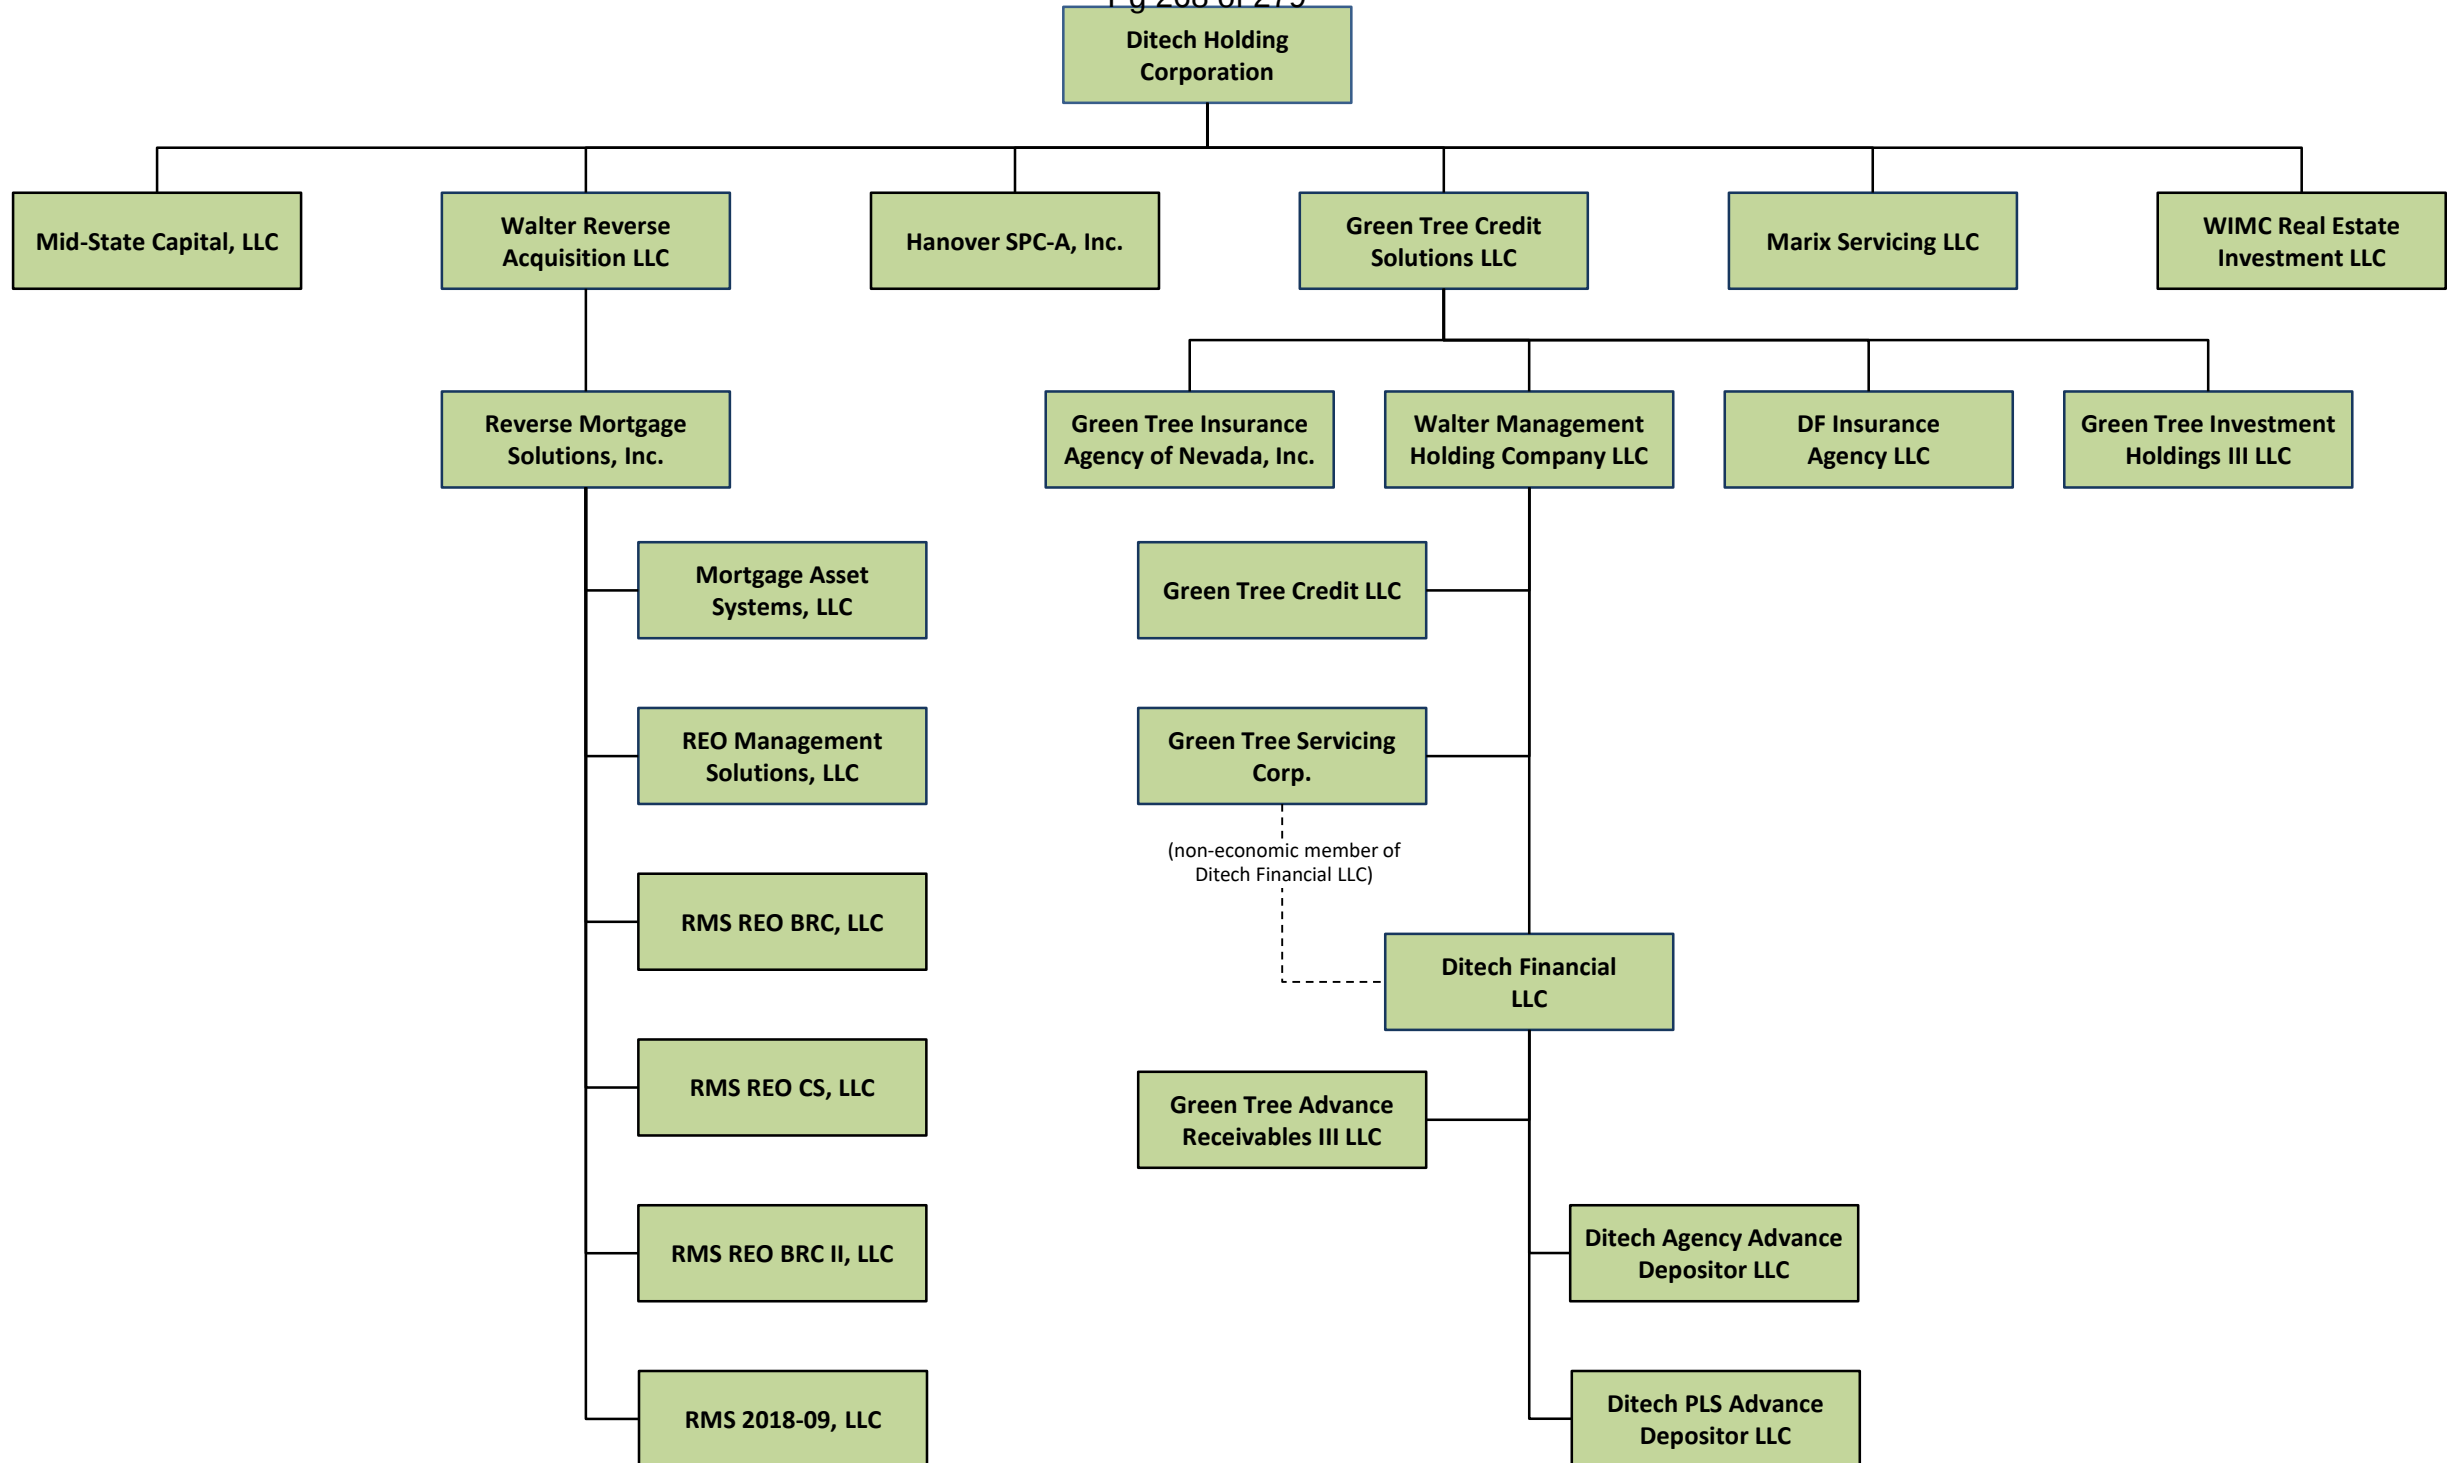 Pg 268 of 279
Ditech Holding
Corporation
Mid-State Capital, LLC
Walter Reverse
Acquisition LLC
Hanover SPC-A, Inc.
Green Tree Credit
Solutions LLC
Marix Servicing LLC
WIMC Real Estate
Investment LLC
Reverse Mortgage
Solutions, Inc.
Green Tree Insurance
Agency of Nevada, Inc.
Walter Management
Holding Company LLC
DF Insurance
Agency LLC
Green Tree Investment
Holdings III LLC
Mortgage Asset
Systems, LLC
Green Tree Credit LLC
REO Management
Solutions, LLC
Green Tree Servicing
Corp.
(non-economic member of
Ditech Financial LLC)
RMS REO BRC, LLC
Ditech Financial
LLC
RMS REO CS, LLC
Green Tree Advance
Receivables III LLC
RMS REO BRC II, LLC
Ditech Agency Advance
Depositor LLC
RMS 2018-09, LLC
Ditech PLS Advance
Depositor LLC